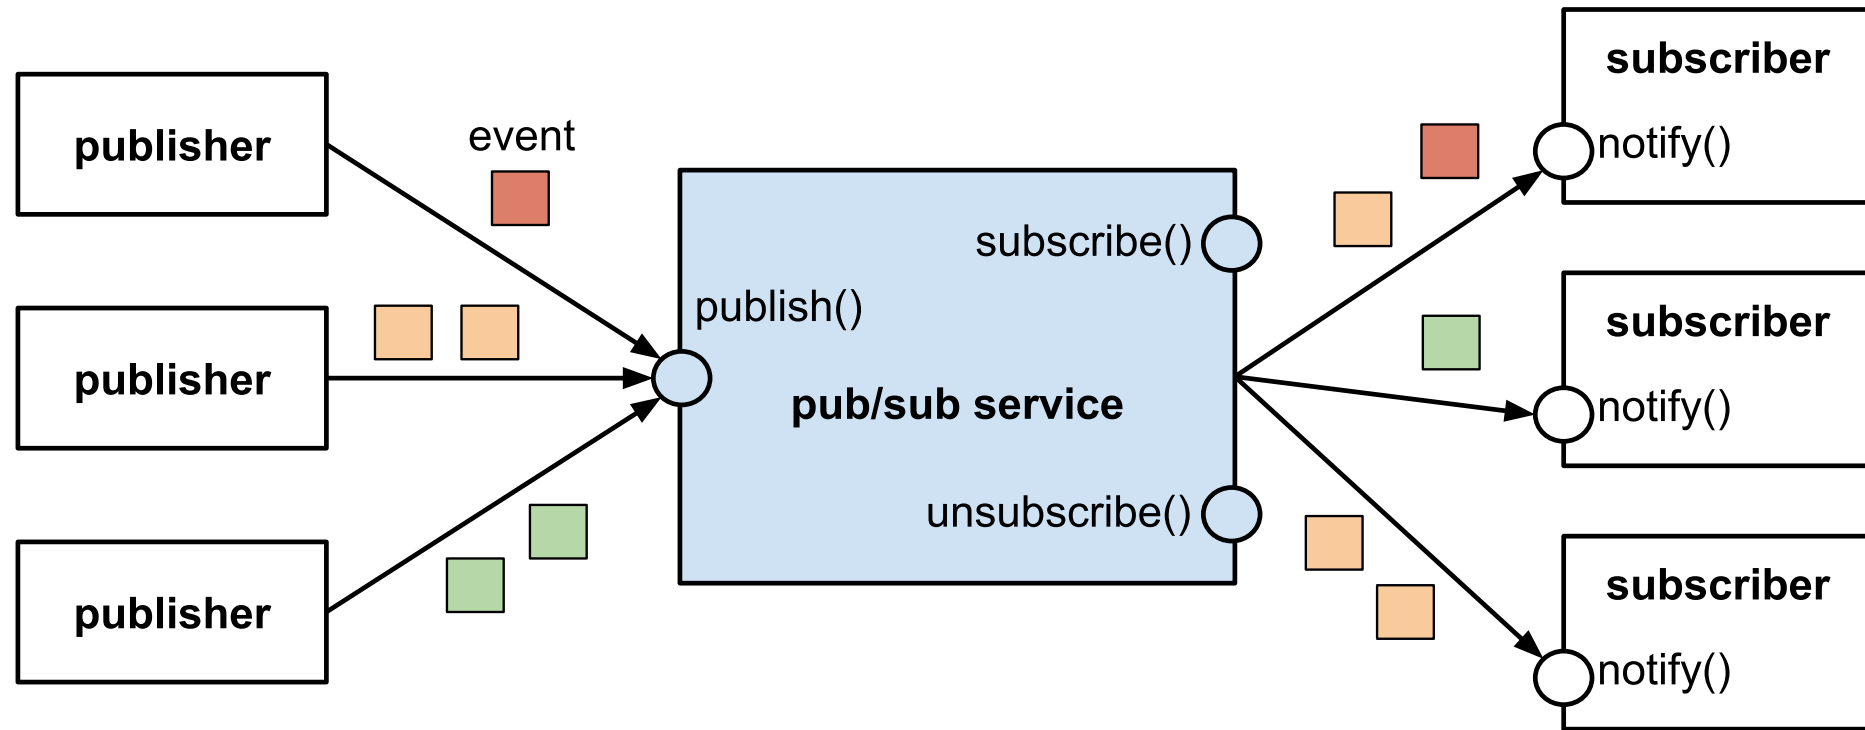 publisher
event
publisher
publisher
publish()
subscribe()
pub/sub service
unsubscribe()
subscriber
notify()
subscriber
notify()
subscriber
notify()